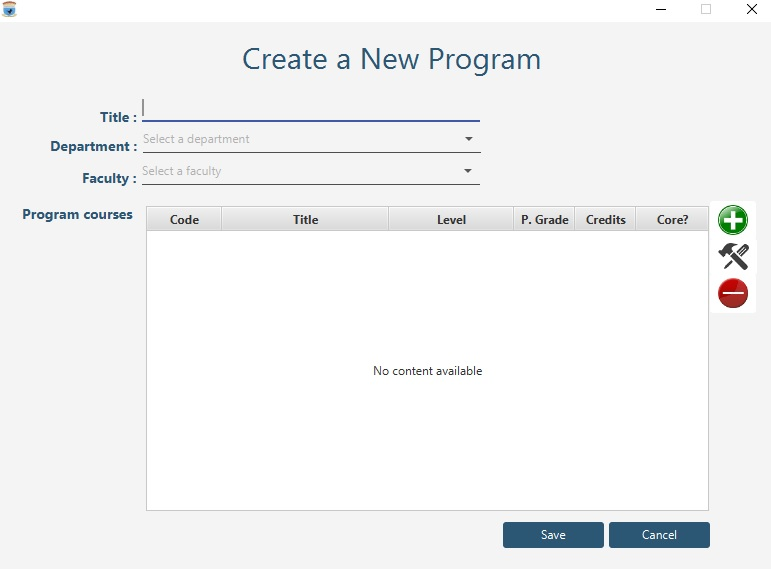 Create a New Program
Title :
Department : Select a department
Faculty : Select a faculty
Program courses
Code Title Level P. Grade Credits Core?
No content available
Save Cancel